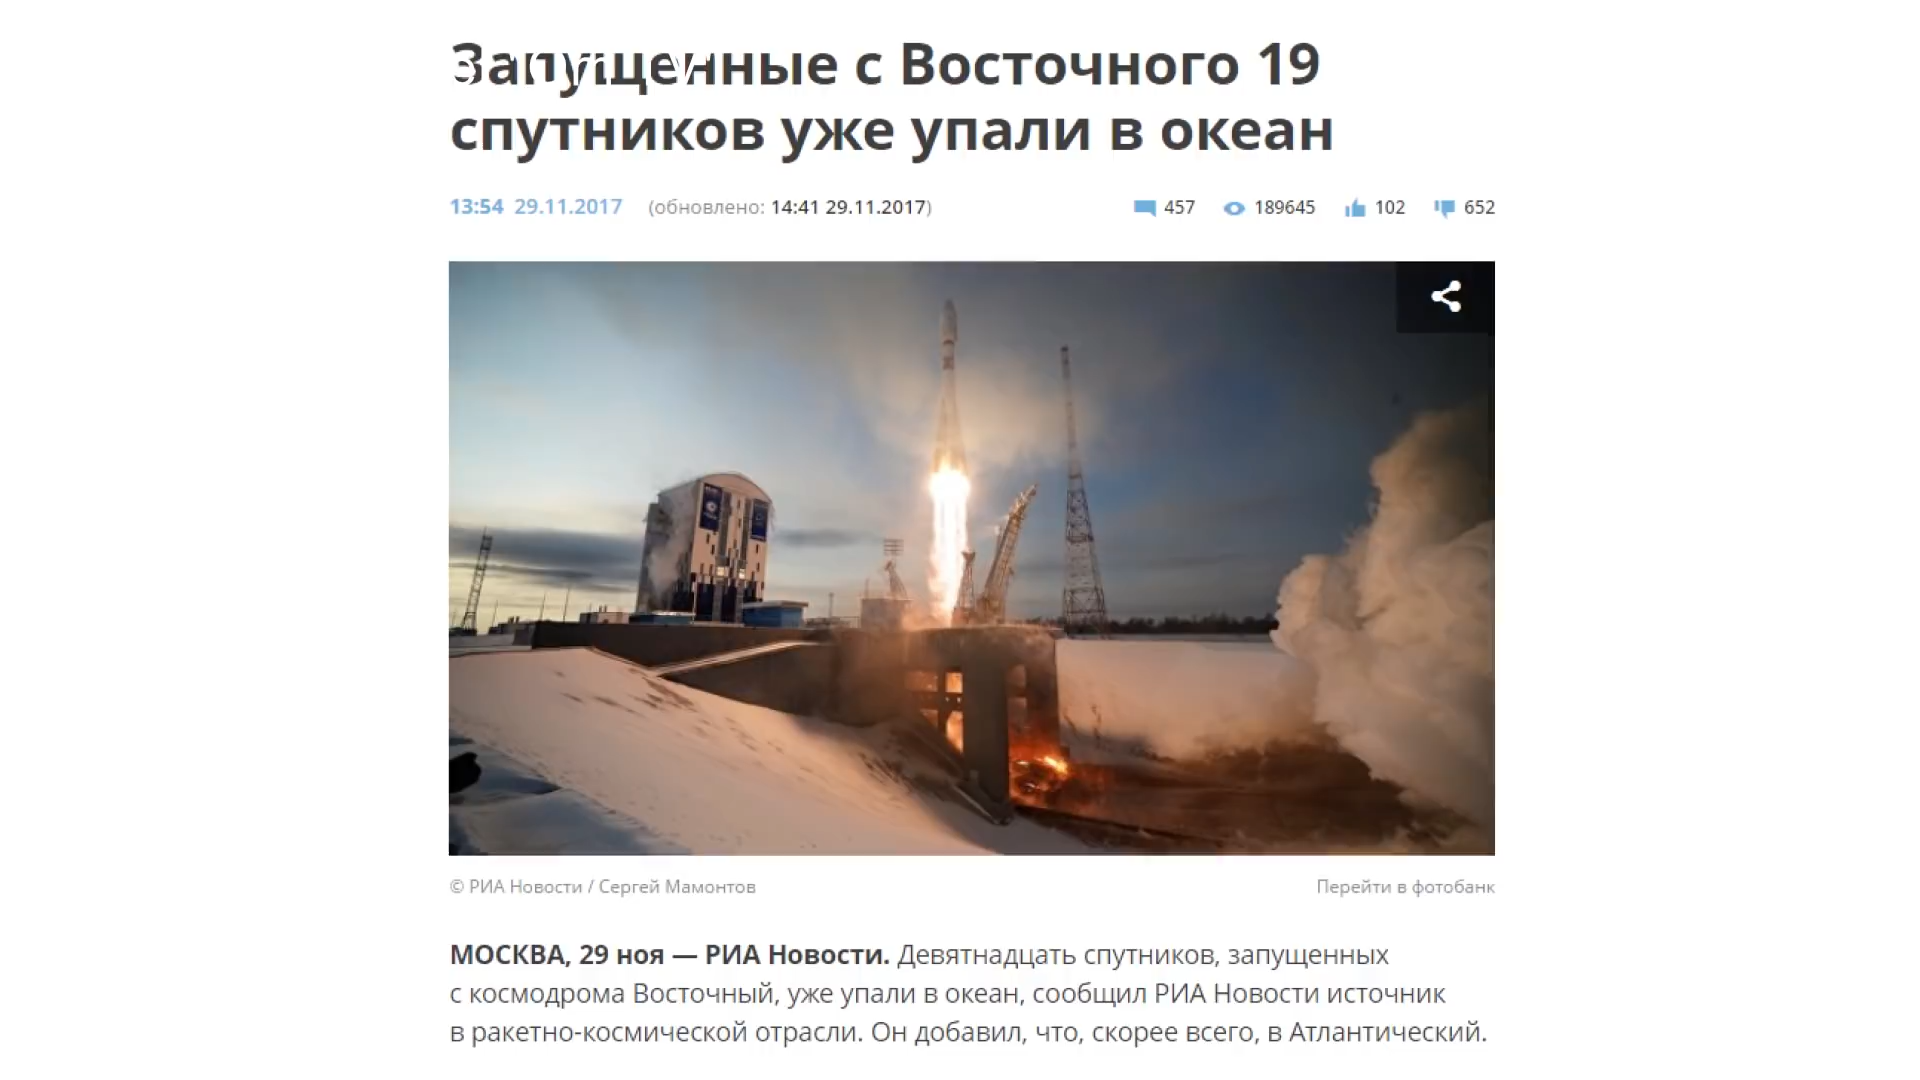 Запущенные с Восточного 19
спутников уже упали в океан
13:54 29.11.2017 (обновлено: 14:41 29.11.2017) 457 189645 102 652
© РИА Новости / Сергей Мамонтов Перейти в фотобанк
МОСКВА, 29 ноя — РИА Новости. Девятнадцать спутников, запущенных
с космодрома Восточный, уже упали в океан, сообщил РИА Новости источник
в ракетно-космической отрасли. Он добавил, что, скорее всего, в Атлантический.